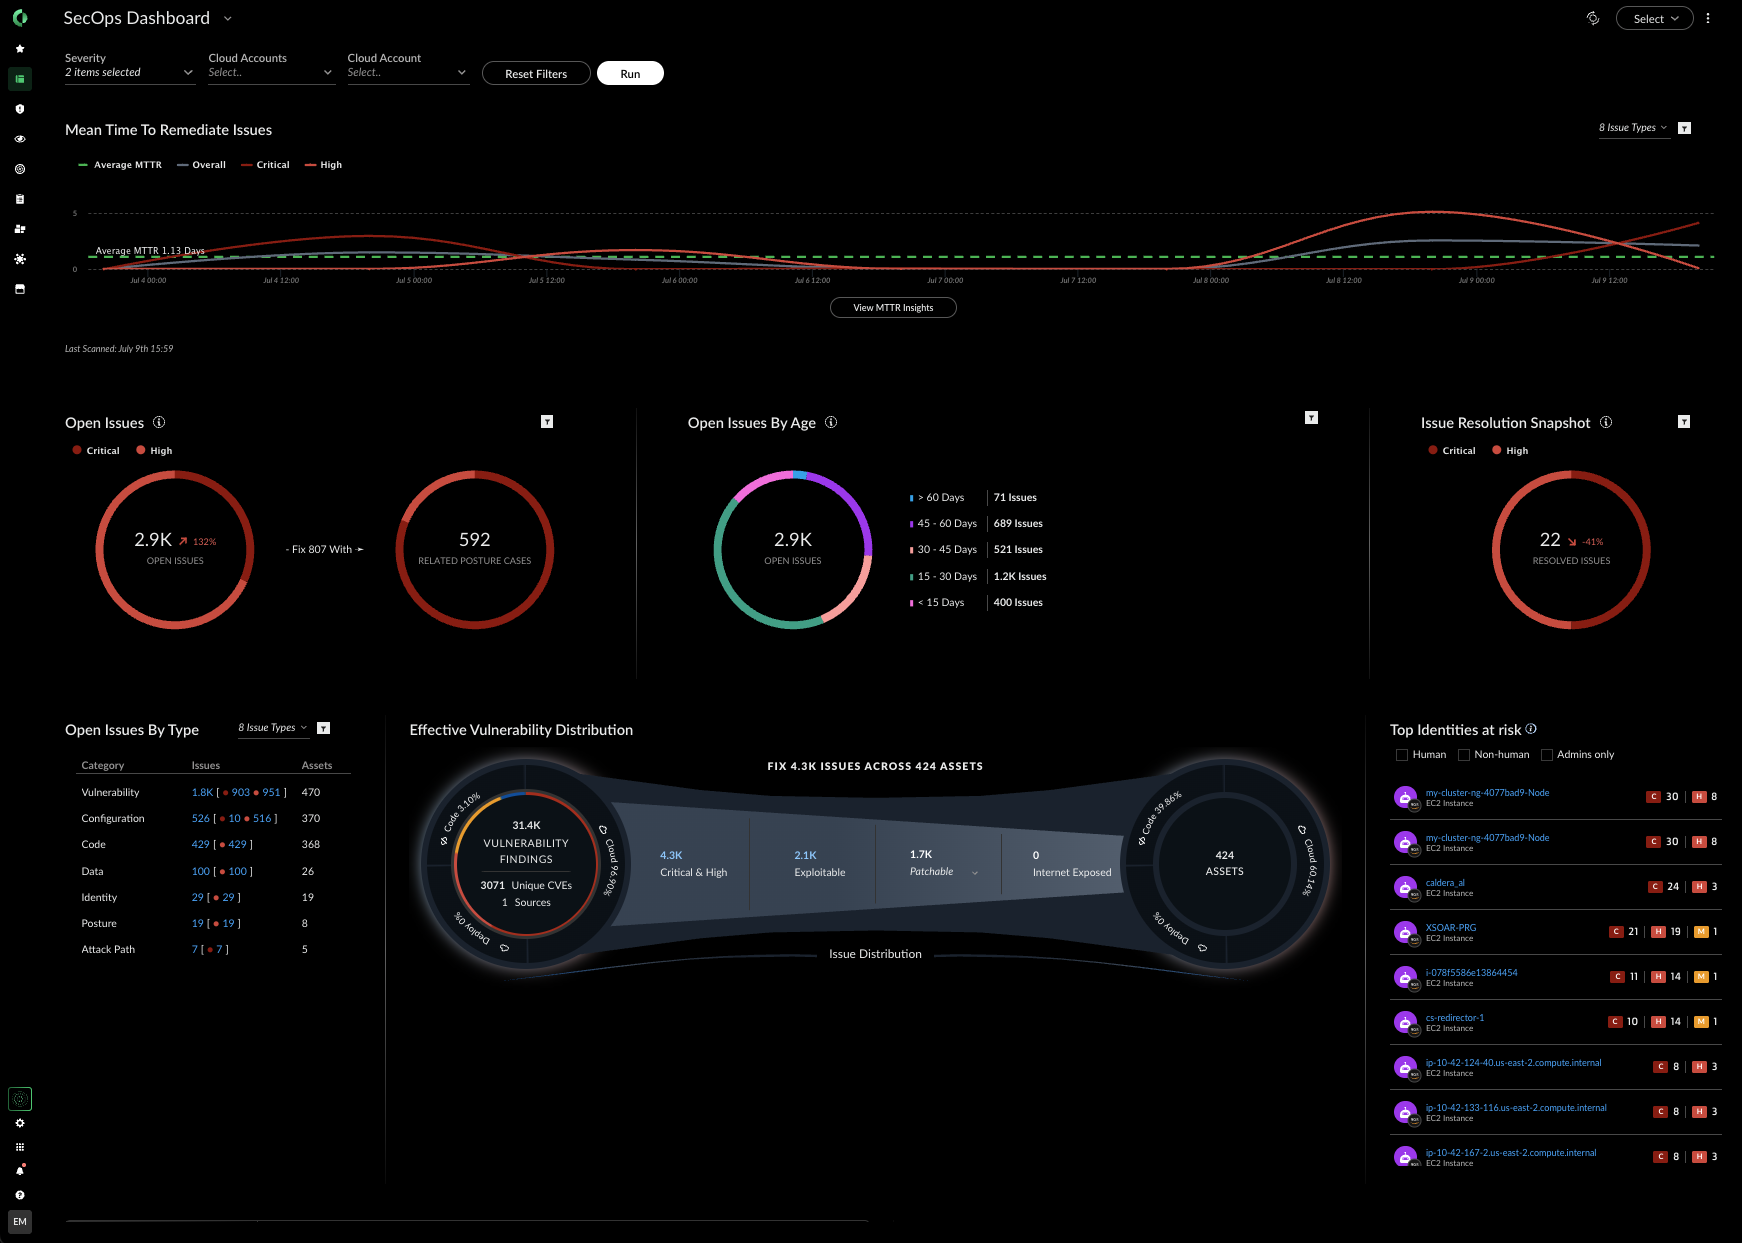 SecOps Dashboard
Select
Severity
2 items selected
Cloud Accounts
Select..
Cloud Account
Select..
Reset Filters
Run
Mean Time To Remediate Issues
8 Issue Types
Average MTTR
Overall
Critical
High
5
Average MTTR 1.13 Days
0
Jul 4 00:00
Jul 4 12:00
Jul 5 00:00
Jul 5 12:00
Jul 6 00:00
Jul 6 12:00
Jul 7 00:00
Jul 7 12:00
Jul 8 00:00
Jul 8 12:00
Jul 9 00:00
Jul 9 12:00
View MTTR Insights
Last Scanned: July 9th 15:59
Open Issues
Critical
High
2.9K 132%
OPEN ISSUES
- Fix 807 With
592
RELATED POSTURE CASES
Open Issues By Age
2.9K
OPEN ISSUES
> 60 Days 71 Issues
45 - 60 Days 689 Issues
30 - 45 Days 521 Issues
15 - 30 Days 1.2K Issues
< 15 Days 400 Issues
Issue Resolution Snapshot
Critical
High
22 -41%
RESOLVED ISSUES
Open Issues By Type
8 Issue Types
Category Issues Assets
Vulnerability 1.8K [ 903 951 ] 470
Configuration 526 [ 10 516 ] 370
Code 429 [ 429 ] 368
Data 100 [ 100 ] 26
Identity 29 [ 29 ] 19
Posture 19 [ 19 ] 8
Attack Path 7 [ 7 ] 5
Effective Vulnerability Distribution
FIX 4.3K ISSUES ACROSS 424 ASSETS
Code 3.10%
Cloud 96.90%
Deploy 0%
31.4K
VULNERABILITY
FINDINGS
3071 Unique CVEs
1 Sources
4.3K
Critical & High
2.1K
Exploitable
1.7K
Patchable
0
Internet Exposed
Code 39.86%
Cloud 60.14%
Deploy 0%
424
ASSETS
Issue Distribution
Top Identities at risk
Human
Non-human
Admins only
my-cluster-ng-4077bad9-Node
EC2 Instance
C 30 H 8
my-cluster-ng-4077bad9-Node
EC2 Instance
C 30 H 8
caldera_al
EC2 Instance
C 24 H 3
XSOAR-PRG
EC2 Instance
C 21 H 19 M 1
i-078f5586e13864454
EC2 Instance
C 11 H 14 M 1
cs-redirector-1
EC2 Instance
C 10 H 14 M 1
ip-10-42-124-40.us-east-2.compute.internal
EC2 Instance
C 8 H 3
ip-10-42-133-116.us-east-2.compute.internal
EC2 Instance
C 8 H 3
ip-10-42-167-2.us-east-2.compute.internal
EC2 Instance
C 8 H 3
EM